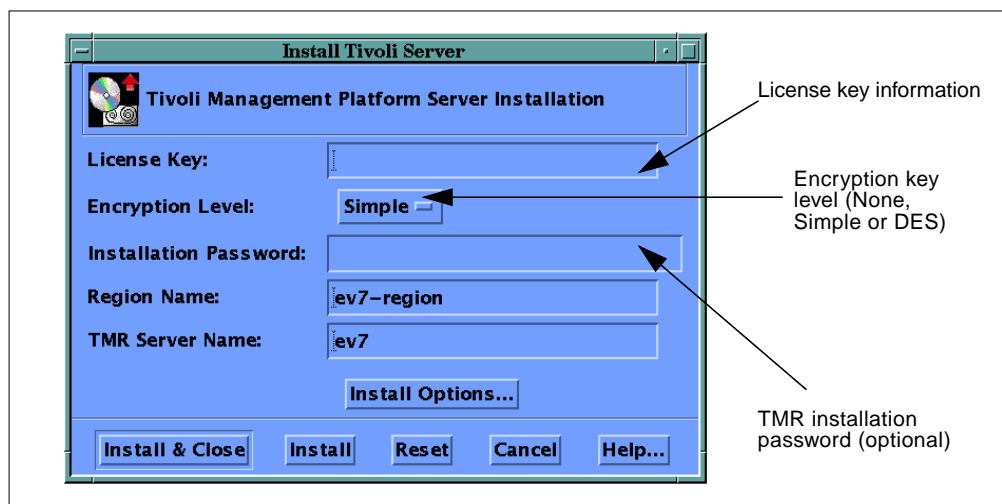 Install Tivoli Server
Tivoli Management Platform Server Installation
License Key:
Encryption Level: Simple
Installation Password:
Region Name: ev7-region
TMR Server Name: ev7
Install Options...
Install & Close Install Reset Cancel Help...
License key information
Encryption key
level (None,
Simple or DES)
TMR installation
password (optional)